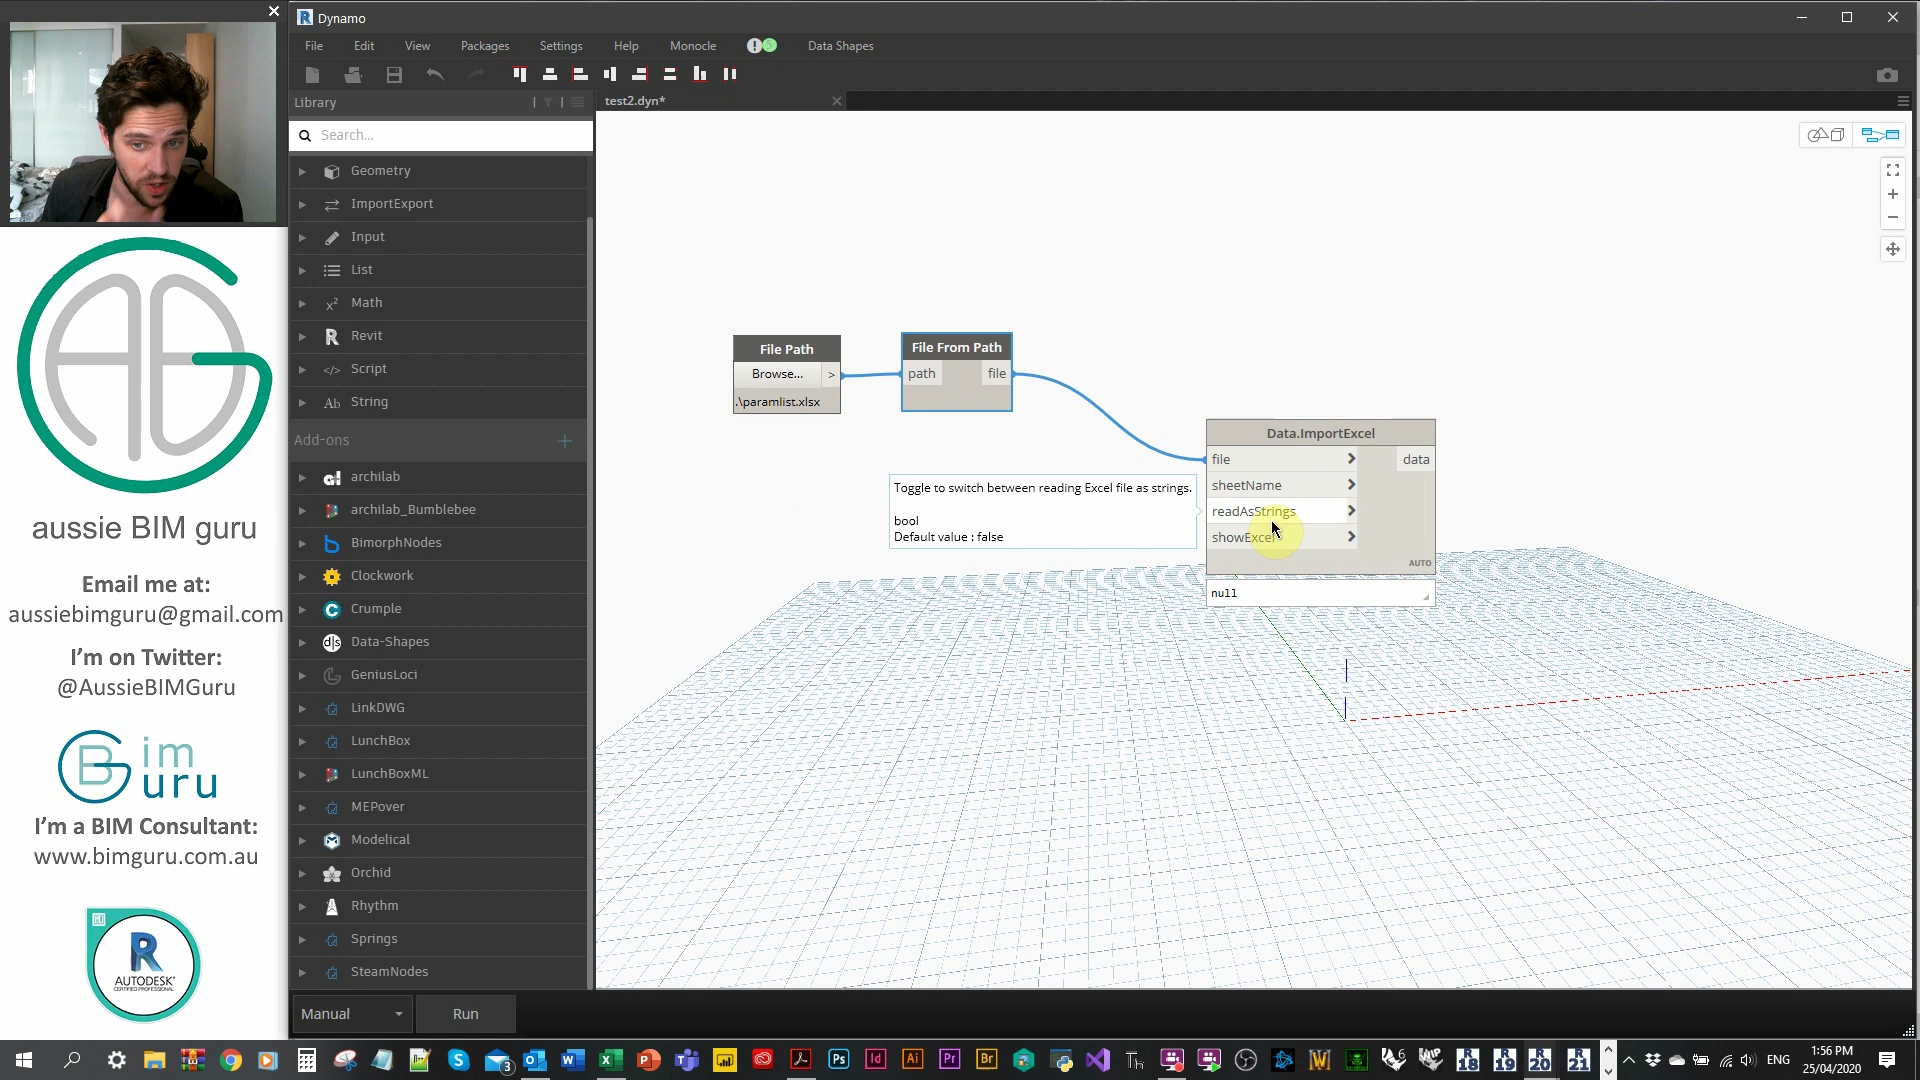 Dynamo
File Edit View Packages Settings Help Monocle Data Shapes
Library
test2.dyn*
Search...
Geometry
ImportExport
Input
List
Math
Revit
Script
String
Add-ons
archilab
archilab_Bumblebee
BimorphNodes
Clockwork
Crumple
Data-Shapes
GeniusLoci
LinkDWG
LunchBox
LunchBoxML
MEPover
Modelical
Orchid
Rhythm
Springs
SteamNodes
Manual
Run
File Path
Browse... >
.\paramlist.xlsx
File From Path
path file
Data.ImportExcel
file data
sheetName
readAsStrings
showExcel
AUTO
null
Toggle to switch between reading Excel file as strings.
bool
Default value : false
aussie BIM guru
Email me at:
aussiebimguru@gmail.com
I'm on Twitter:
@AussieBIMGuru
Bim
Guru
I'm a BIM Consultant:
www.bimguru.com.au
R
AUTODESK
CERTIFIED PROFESSIONAL
ENG
1:56 PM
25/04/2020